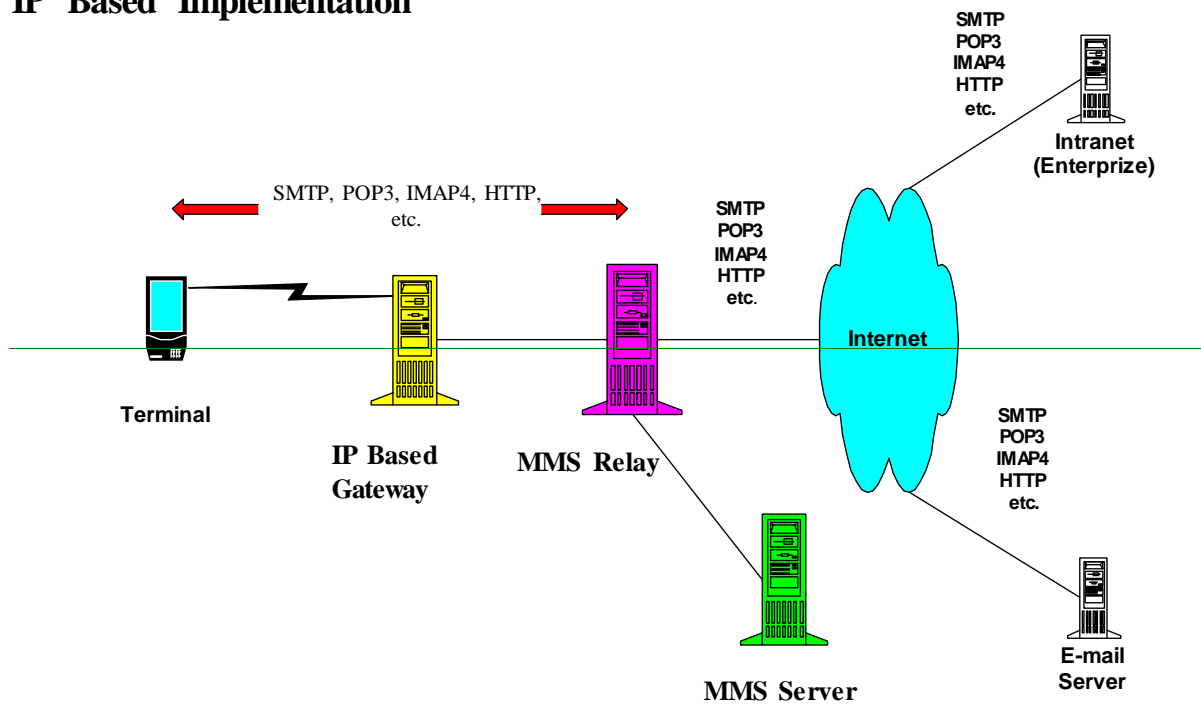 IP Based Implementation
SMTP
POP3
IMAP4
HTTP
etc.
Intranet
(Enterprize)
SMTP, POP3, IMAP4, HTTP,
etc.
SMTP
POP3
IMAP4
HTTP
etc.
Internet
Terminal
IP Based
Gateway
MMS Relay
SMTP
POP3
IMAP4
HTTP
etc.
MMS Server
E-mail
Server